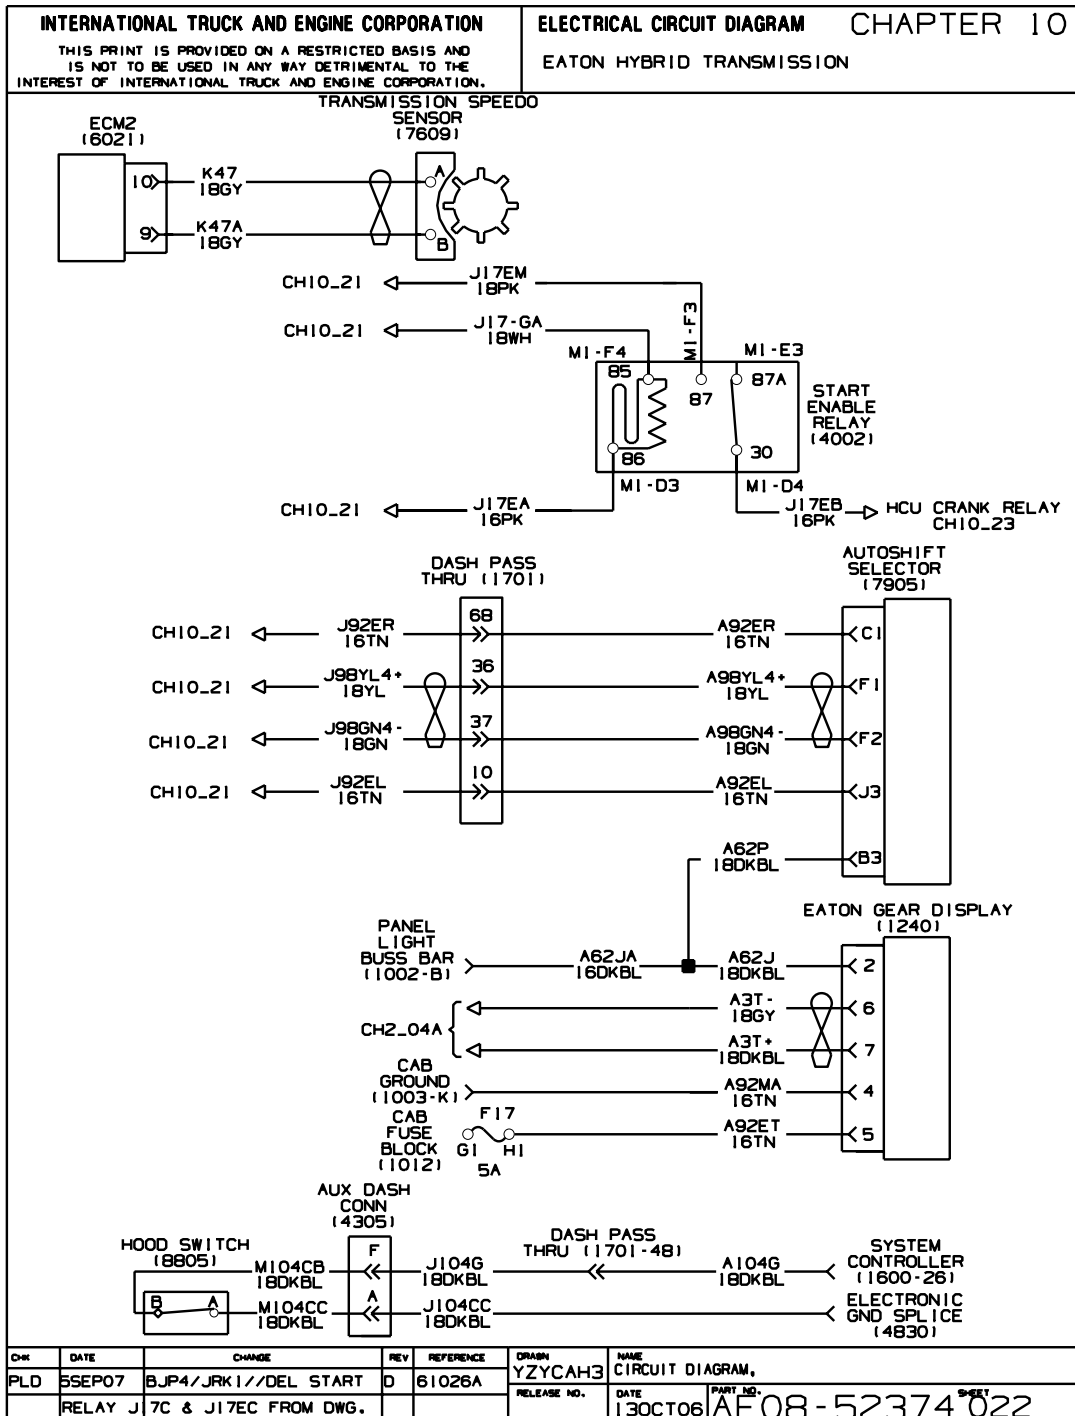 INTERNATIONAL TRUCK AND ENGINE CORPORATION
THIS PRINT IS PROVIDED ON A RESTRICTED BASIS AND
IS NOT TO BE USED IN ANY WAY DETRIMENTAL TO THE
INTEREST OF INTERNATIONAL TRUCK AND ENGINE CORPORATION.
ELECTRICAL CIRCUIT DIAGRAM CHAPTER 10
EATON HYBRID TRANSMISSION
TRANSMISSION SPEEDO
SENSOR
(7609)
ECM2
(6021)
10 K47 A
18GY
9 K47A B
18GY
CH10_21 J17EM
18PK
CH10_21 J17-GA
18WH
M1-F3
M1-F4
M1-E3
85
87
87A
86
30
START
ENABLE
RELAY
(4002)
M1-D3
M1-D4
CH10_21 J17EA
16PK
J17EB
16PK
HCU CRANK RELAY
CH10_23
DASH PASS
THRU (1701)
AUTOSHIFT
SELECTOR
(7905)
CH10_21 J92ER 68 A92ER C1
16TN 16TN
CH10_21 J98YL4+ 36 A98YL4+ F1
18YL 18YL
CH10_21 J98GN4- 37 A98GN4- F2
18GN 18GN
CH10_21 J92EL 10 A92EL J3
16TN 16TN
A62P B3
18DKBL
EATON GEAR DISPLAY
(1240)
PANEL
LIGHT
BUSS BAR
(1002-B)
A62JA A62J 2
16DKBL 18DKBL
CH2_04A
A3T- 6
18GY
A3T+ 7
18DKBL
CAB
GROUND
(1003-K)
A92MA 4
16TN
CAB
FUSE
BLOCK
(1012)
F17
G1 H1
5A
A92ET 5
16TN
AUX DASH
CONN
(4305)
HOOD SWITCH
(8805)
DASH PASS
THRU (1701-48)
B A
M104CB F J104G A104G
18DKBL 18DKBL 18DKBL
SYSTEM
CONTROLLER
(1600-26)
M104CC A J104CC
18DKBL 18DKBL
ELECTRONIC
GND SPLICE
(4830)
CHK DATE CHANGE REV REFERENCE
PLD 5SEP07 BJP4/JRK1//DEL START D 61026A
RELAY J17C & J17EC FROM DWG.
DRAWN
YZYCAH3
NAME
CIRCUIT DIAGRAM,
RELEASE NO.
DATE
13OCT06
PART NO.
AF08-52374
SHEET
022